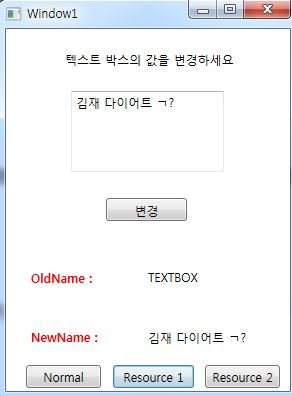 Window1
텍스트 박스의 값을 변경하세요
김재 다이어트 ㄱ?
변경
OldName : TEXTBOX
NewName : 김재 다이어트 ㄱ?
Normal Resource 1 Resource 2